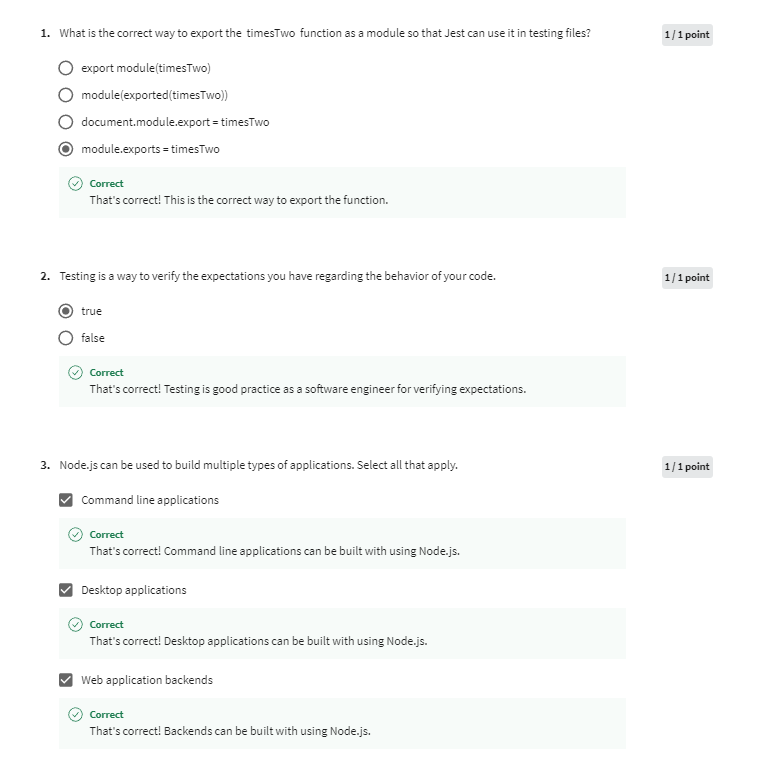 1. What is the correct way to export the timesTwo function as a module so that Jest can use it in testing files?
1 / 1 point
export module(timesTwo)
module(exported(timesTwo))
document.module.export = timesTwo
module.exports = timesTwo
Correct
That's correct! This is the correct way to export the function.
2. Testing is a way to verify the expectations you have regarding the behavior of your code.
1 / 1 point
true
false
Correct
That's correct! Testing is good practice as a software engineer for verifying expectations.
3. Node.js can be used to build multiple types of applications. Select all that apply.
1 / 1 point
Command line applications
Correct
That's correct! Command line applications can be built with using Node.js.
Desktop applications
Correct
That's correct! Desktop applications can be built with using Node.js.
Web application backends
Correct
That's correct! Backends can be built with using Node.js.